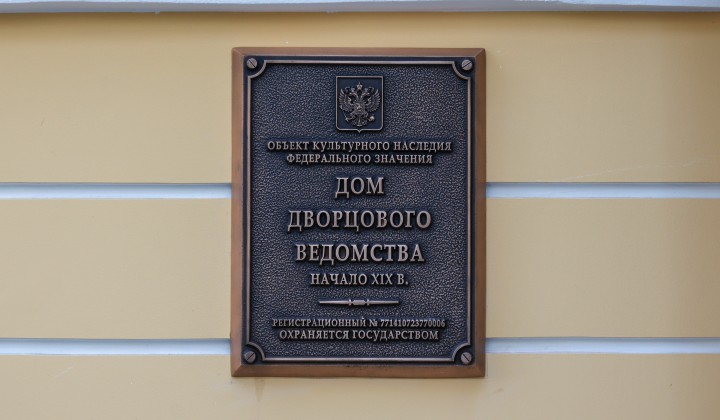 ОБЪЕКТ КУЛЬТУРНОГО НАСЛЕДИЯ
ФЕДЕРАЛЬНОГО ЗНАЧЕНИЯ
ДОМ
ДВОРЦОВОГО
ВЕДОМСТВА
НАЧАЛО XIX В.
РЕГИСТРАЦИОННЫЙ № 771410723770006
ОХРАНЯЕТСЯ ГОСУДАРСТВОМ